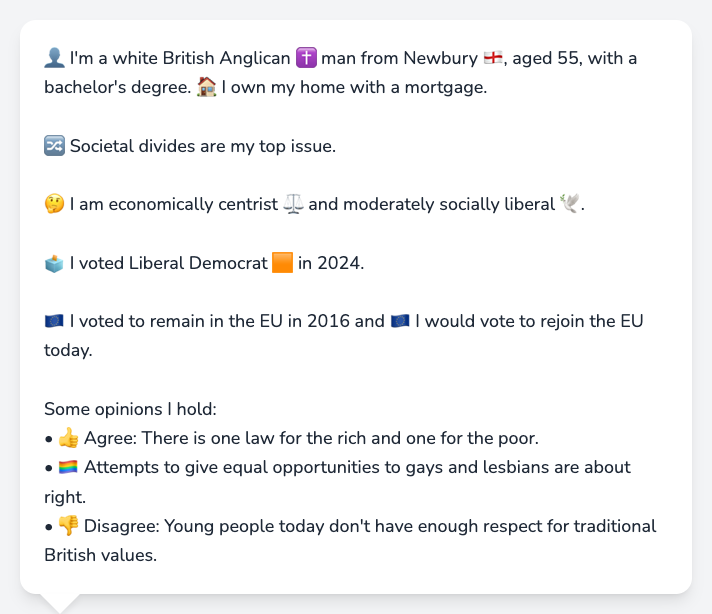 👤 I'm a white British Anglican ✝️ man from Newbury 🏴󠁧󠁢󠁥󠁮󠁧󠁿, aged 55, with a
bachelor's degree. 🏠 I own my home with a mortgage.
🔀 Societal divides are my top issue.
🤔 I am economically centrist ⚖️ and moderately socially liberal 🕊️.
🗳️ I voted Liberal Democrat 🟧 in 2024.
🇪🇺 I voted to remain in the EU in 2016 and 🇪🇺 I would vote to rejoin the EU
today.
Some opinions I hold:
• 👍 Agree: There is one law for the rich and one for the poor.
• 🏳️‍🌈 Attempts to give equal opportunities to gays and lesbians are about
right.
• 👎 Disagree: Young people today don't have enough respect for traditional
British values.